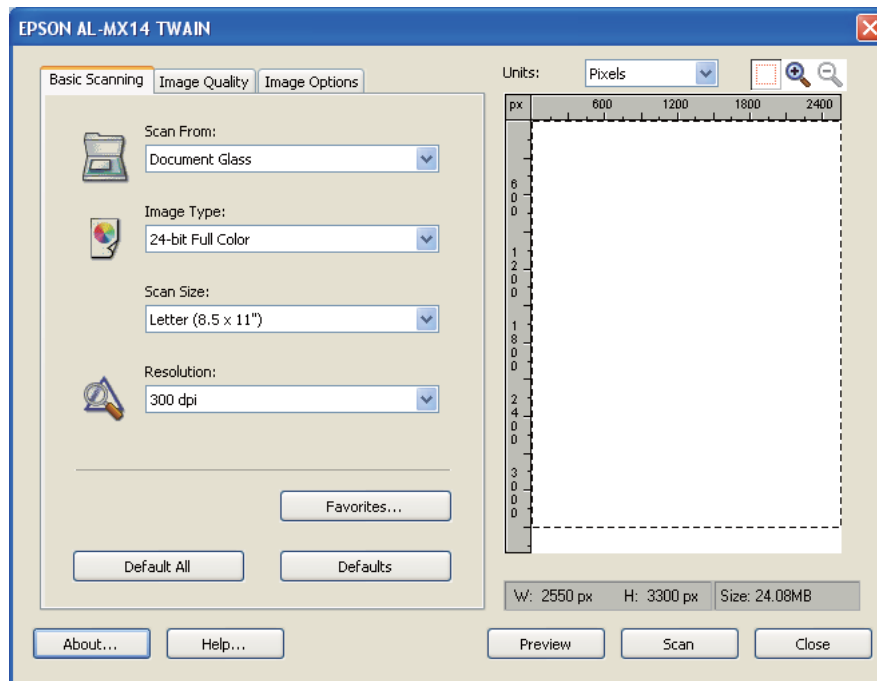 EPSON AL-MX14 TWAIN
Basic Scanning
Image Quality
Image Options
Scan From:
Document Glass
Image Type:
24-bit Full Color
Scan Size:
Letter (8.5 x 11")
Resolution:
300 dpi
Favorites...
Default All
Defaults
Units:
Pixels
px 600 1200 1800 2400
600
1200
1800
2400
3000
W: 2550 px H: 3300 px Size: 24.08MB
About...
Help...
Preview
Scan
Close